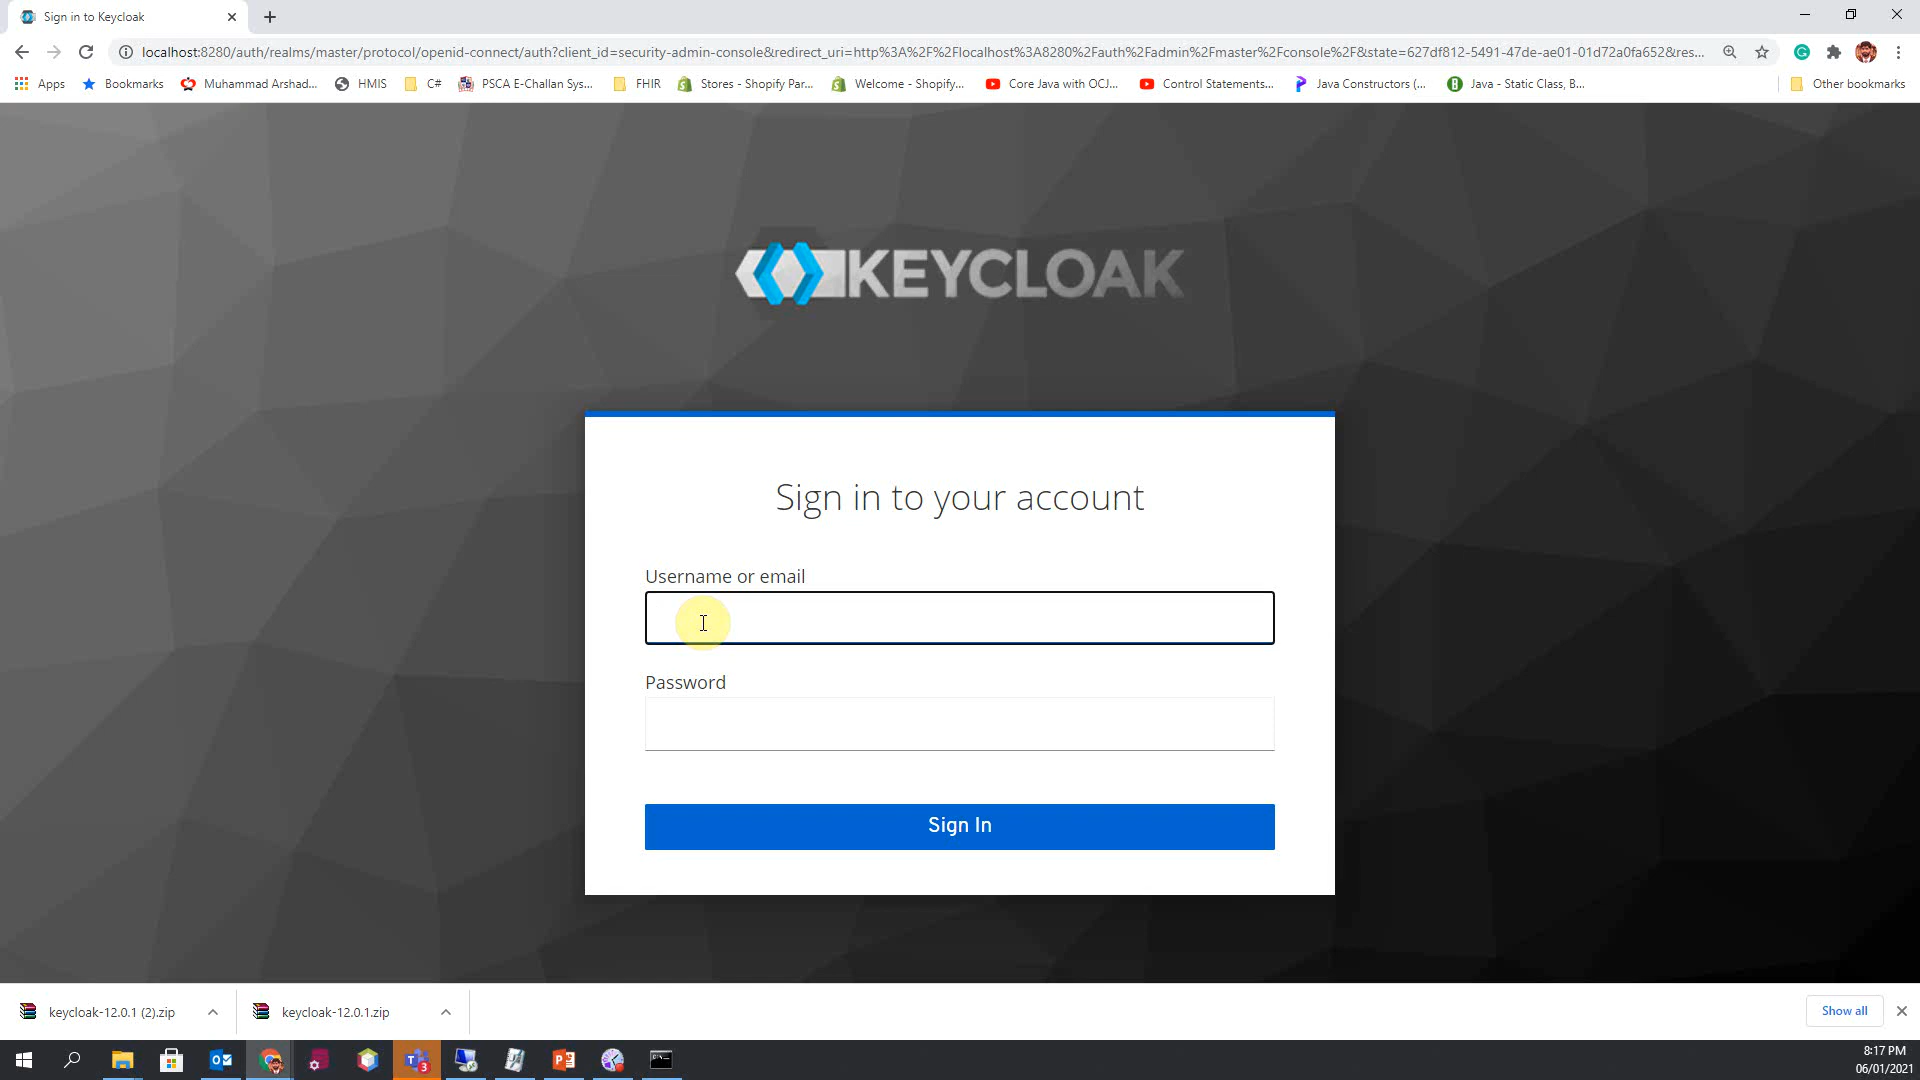 Sign in to Keycloak
localhost:8280/auth/realms/master/protocol/openid-connect/auth?client_id=security-admin-console&redirect_uri=http%3A%2F%2Flocalhost%3A8280%2Fauth%2Fadmin%2Fmaster%2Fconsole%2F&state=627df812-5491-47de-ae01-01d72a0fa652&res...
Apps Bookmarks Muhammad Arshad... HMIS C# PSCA E-Challan Sys... FHIR Stores - Shopify Par... Welcome - Shopify... Core Java with OCJ... Control Statements... Java Constructors (... Java - Static Class, B... Other bookmarks
KEYCLOAK
Sign in to your account
Username or email
Password
Sign In
keycloak-12.0.1 (2).zip keycloak-12.0.1.zip Show all
8:17 PM
06/01/2021